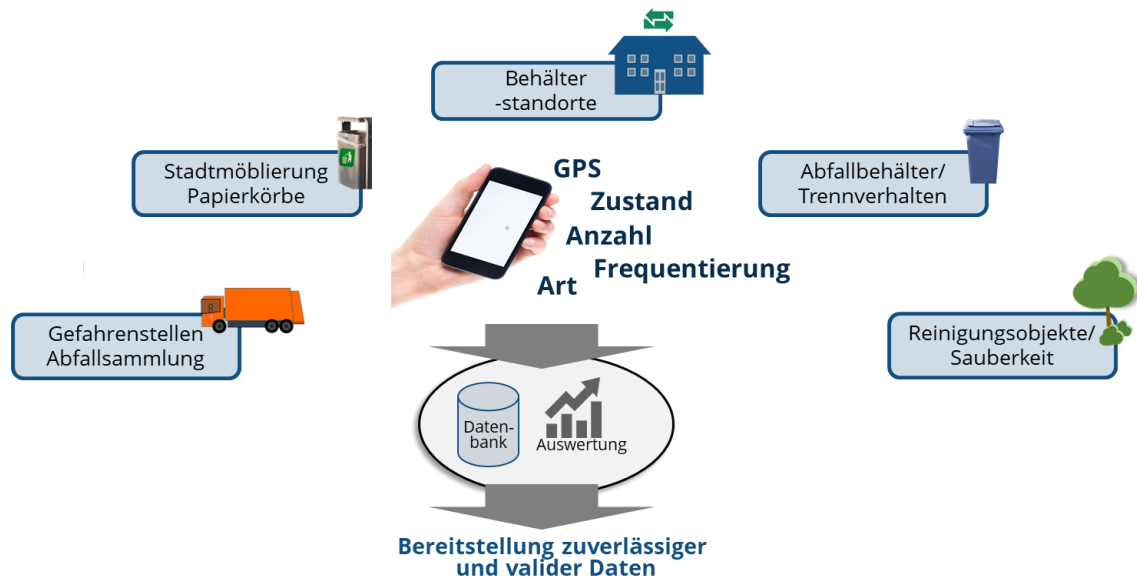 Behälter
-standorte
Stadtmöblierung
Papierkörbe
GPS
Zustand
Anzahl
Frequentierung
Art
Abfallbehälter/
Trennverhalten
Gefahrenstellen
Abfallsammlung
Reinigungsobjekte/
Sauberkeit
Daten-
bank
Auswertung
Bereitstellung zuverlässiger
und valider Daten